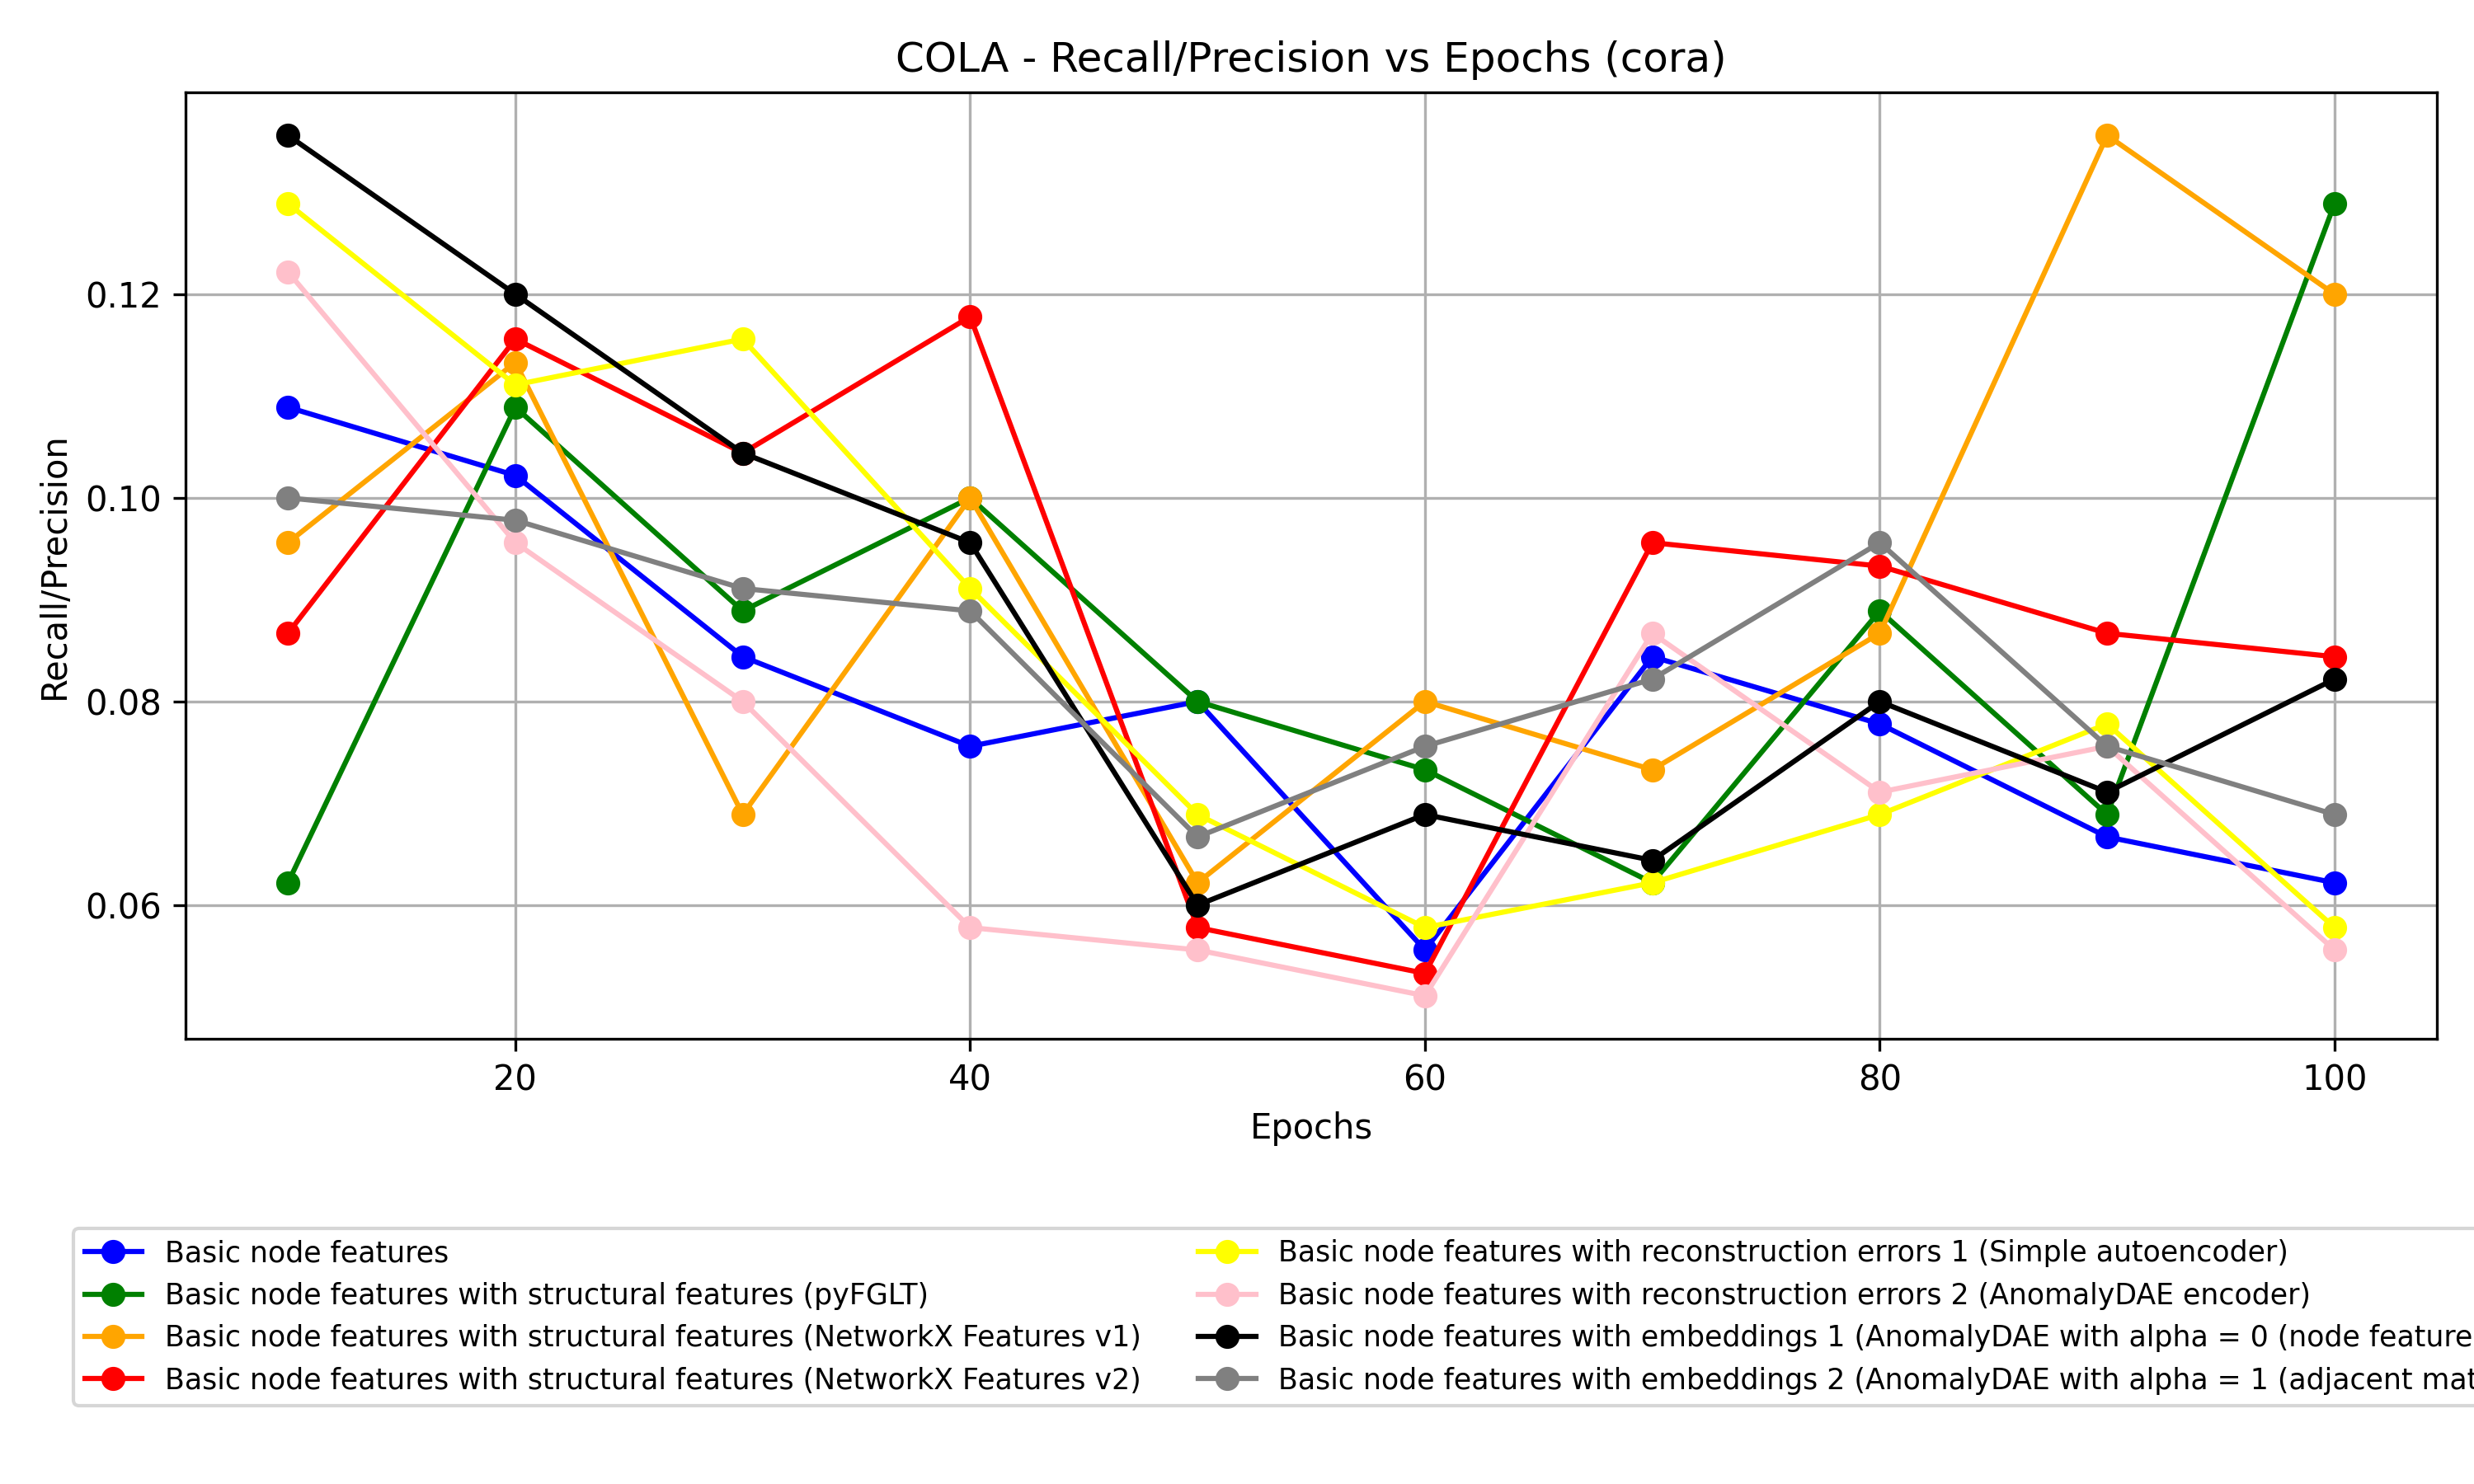 COLA - Recall/Precision vs Epochs (cora)
Recall/Precision
0.12
0.10
0.08
0.06
20 40 60 80 100
Epochs
Basic node features
Basic node features with structural features (pyFGLT)
Basic node features with structural features (NetworkX Features v1)
Basic node features with structural features (NetworkX Features v2)
Basic node features with reconstruction errors 1 (Simple autoencoder)
Basic node features with reconstruction errors 2 (AnomalyDAE encoder)
Basic node features with embeddings 1 (AnomalyDAE with alpha = 0 (node feature
Basic node features with embeddings 2 (AnomalyDAE with alpha = 1 (adjacent mat